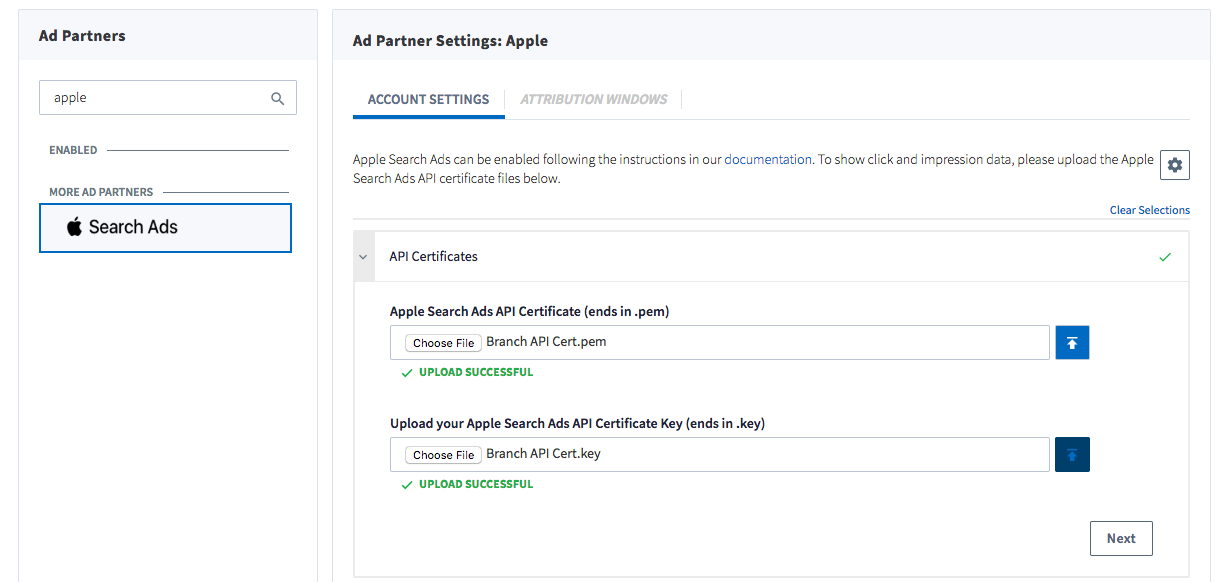 Ad Partners
apple
ENABLED
MORE AD PARTNERS
Search Ads
Ad Partner Settings: Apple
ACCOUNT SETTINGS
ATTRIBUTION WINDOWS
Apple Search Ads can be enabled following the instructions in our documentation. To show click and impression data, please upload the Apple
Search Ads API certificate files below.
Clear Selections
API Certificates
Apple Search Ads API Certificate (ends in .pem)
Choose File Branch API Cert.pem
UPLOAD SUCCESSFUL
Upload your Apple Search Ads API Certificate Key (ends in .key)
Choose File Branch API Cert.key
UPLOAD SUCCESSFUL
Next